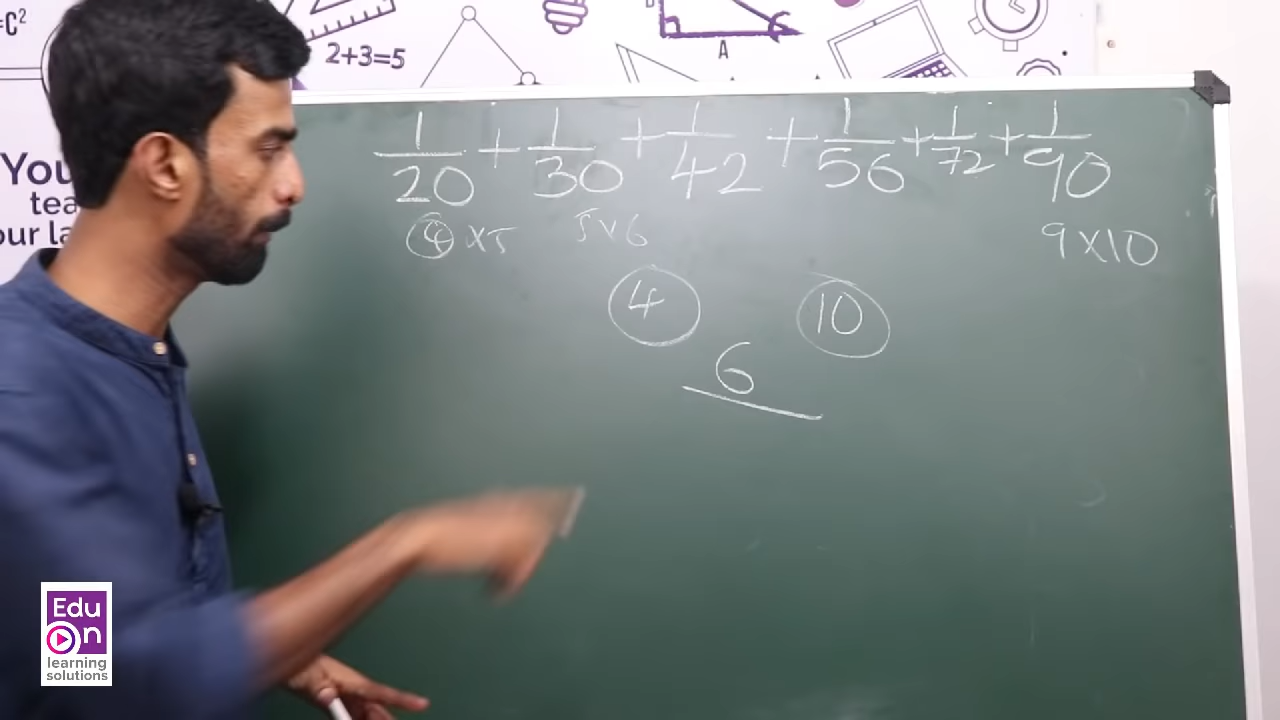 =C²
2+3=5
A
You
tea
our la
1/20 + 1/30 + 1/42 + 1/56 + 1/72 + 1/90
4 x 5 5 x 6 9 x 10
4 10
6
Edu
n
learning
solutions